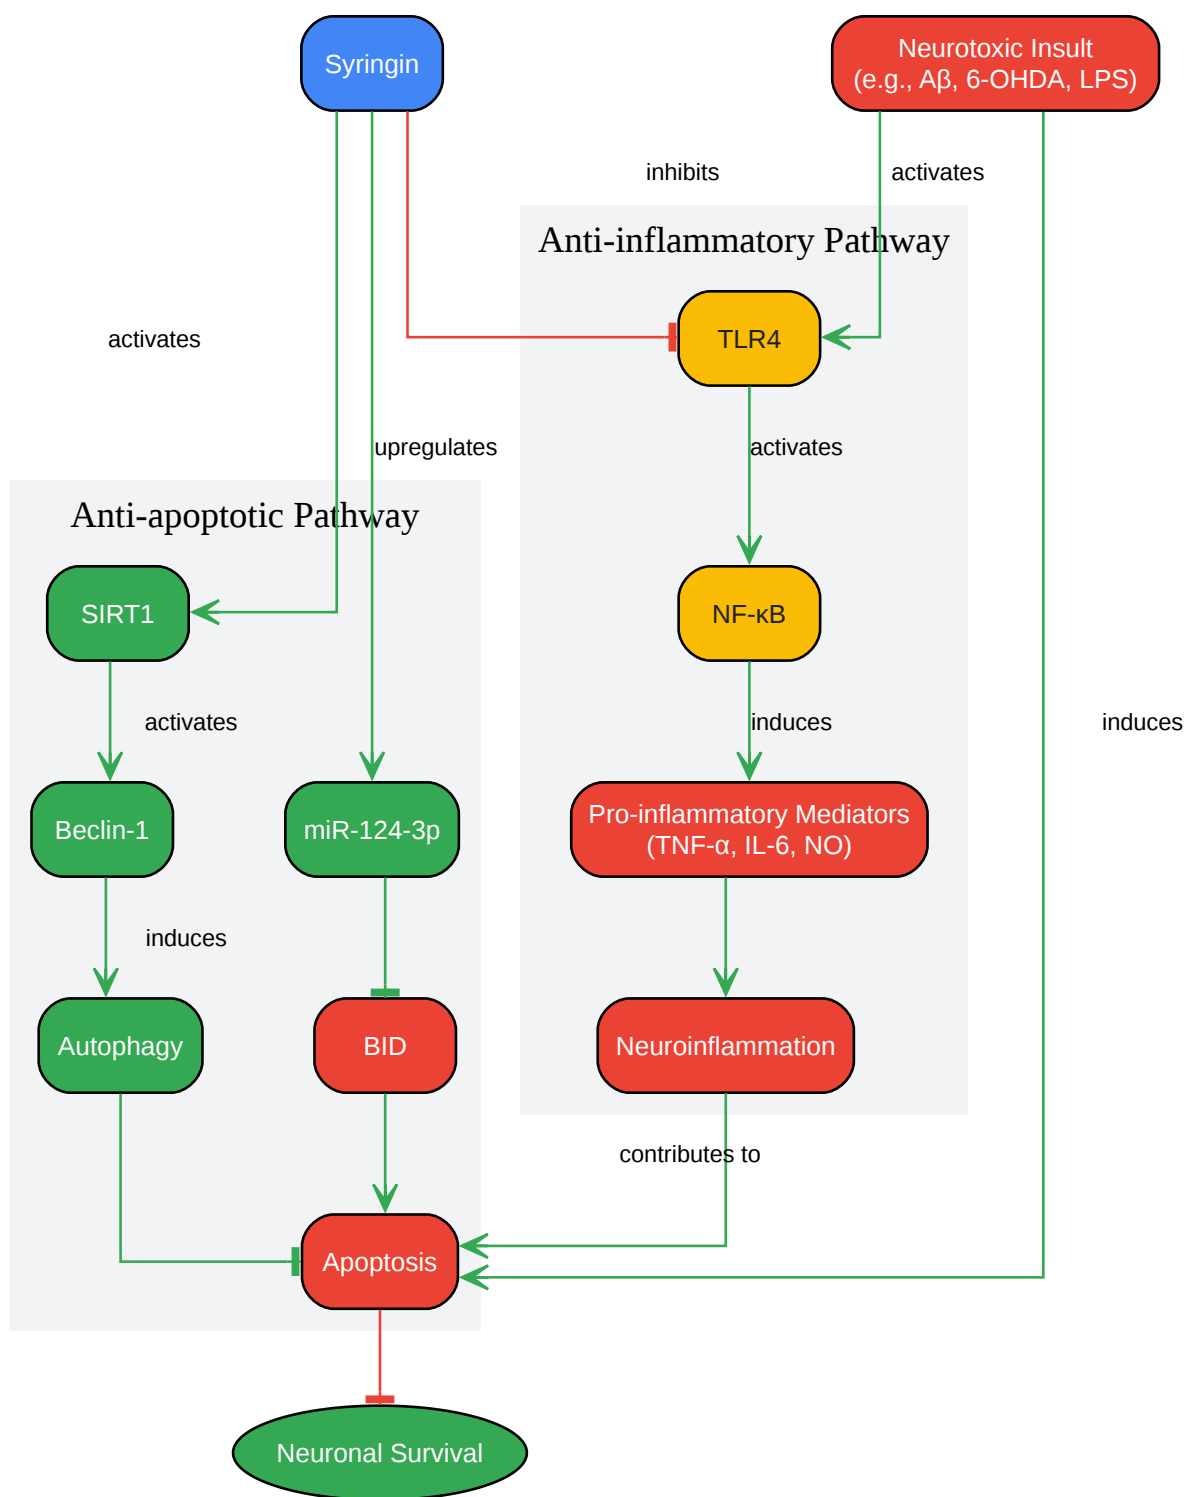 Syringin
Neurotoxic Insult
(e.g., Aβ, 6-OHDA, LPS)
inhibits
activates
Anti-inflammatory Pathway
activates
TLR4
upregulates
activates
Anti-apoptotic Pathway
SIRT1
NF-κB
activates
induces
induces
Beclin-1
miR-124-3p
Pro-inflammatory Mediators
(TNF-α, IL-6, NO)
induces
Autophagy
BID
Neuroinflammation
contributes to
Apoptosis
Neuronal Survival